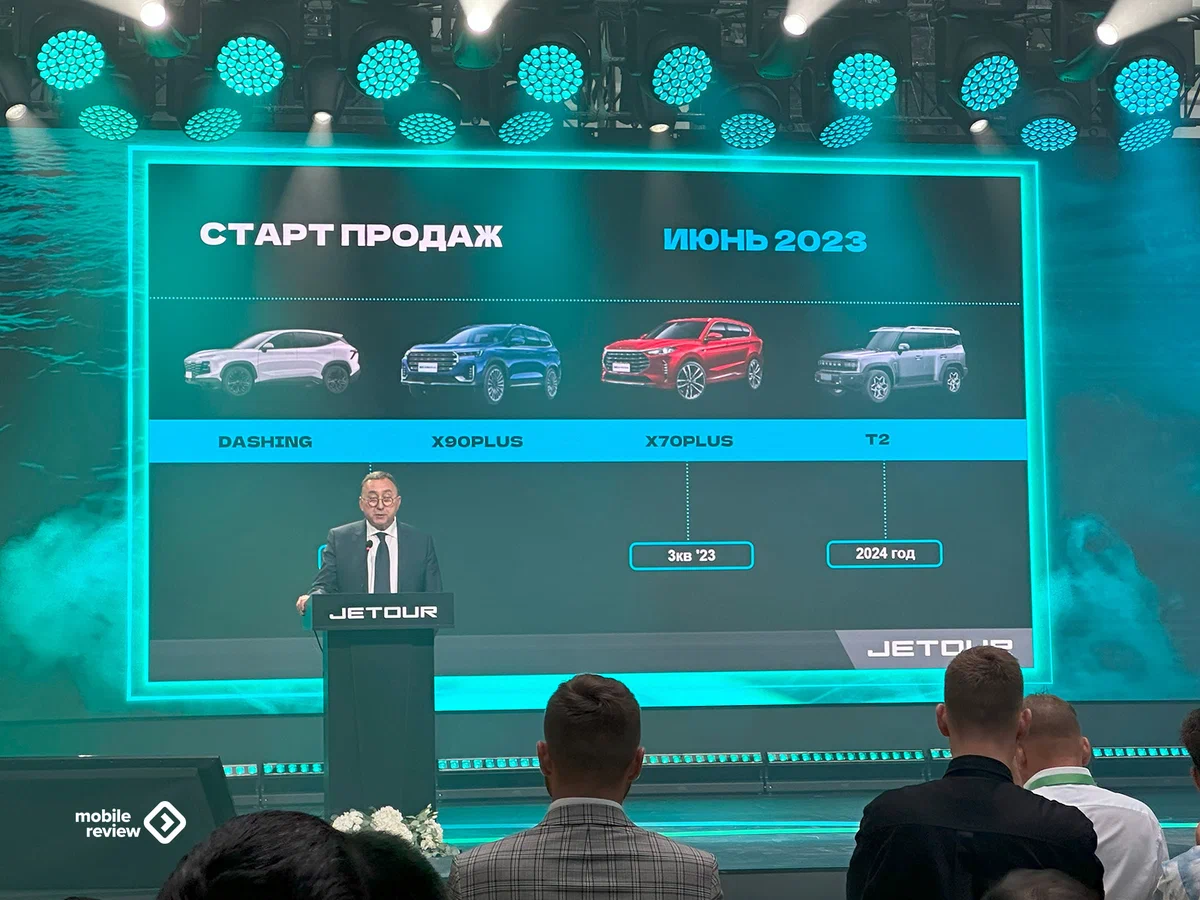 СТАРТ ПРОДАЖ
ИЮНЬ 2023
DASHING
X90PLUS
X70PLUS
T2
3кв '23
2024 год
JETOUR
JETOUR
mobile
review